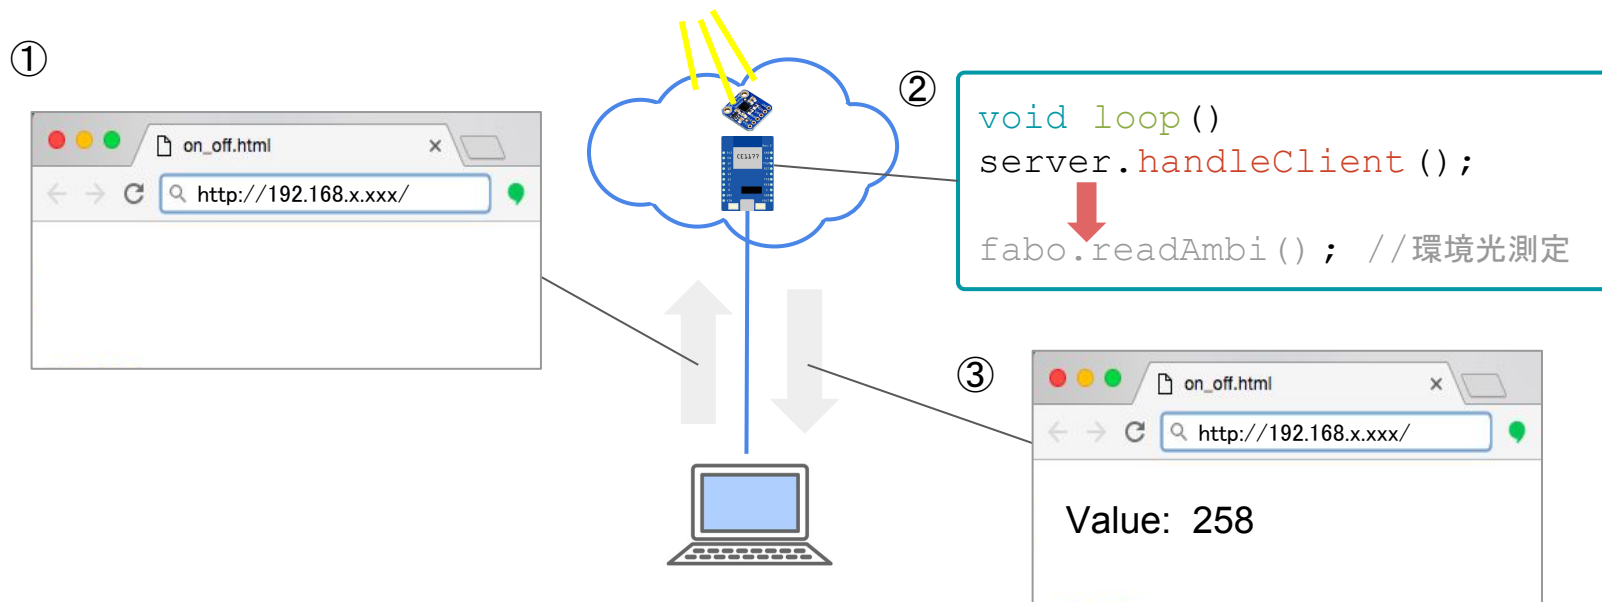 ①
on_off.html
http://192.168.x.xxx/
②
void loop()
server.handleClient();
fabo.readAmbi(); //環境光測定
③
on_off.html
http://192.168.x.xxx/
Value: 258